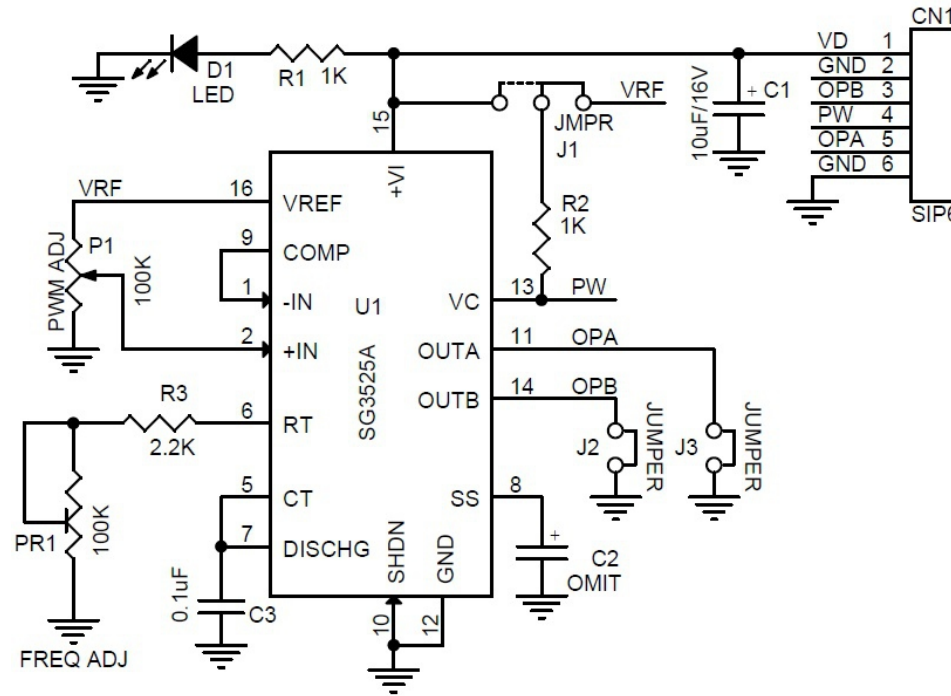 CN1
VD 1
GND 2
OPB 3
PW 4
OPA 5
GND 6
SIP6
D1
LED
R1 1K
15
+VI
JMPR
J1
VRF
10uF/16V
+ C1
VRF
16
VREF
P1
PWM ADJ
100K
9
COMP
1
-IN
2
+IN
U1
SG3525A
R2
1K
VC
13
PW
OUTA
11
OPA
OUTB
14
OPB
R3
2.2K
6
RT
J2
JUMPER
J3
JUMPER
5
CT
7
DISCHG
SS
8
+
C2
OMIT
PR1
100K
FREQ ADJ
0.1uF
C3
SHDN
GND
10
12